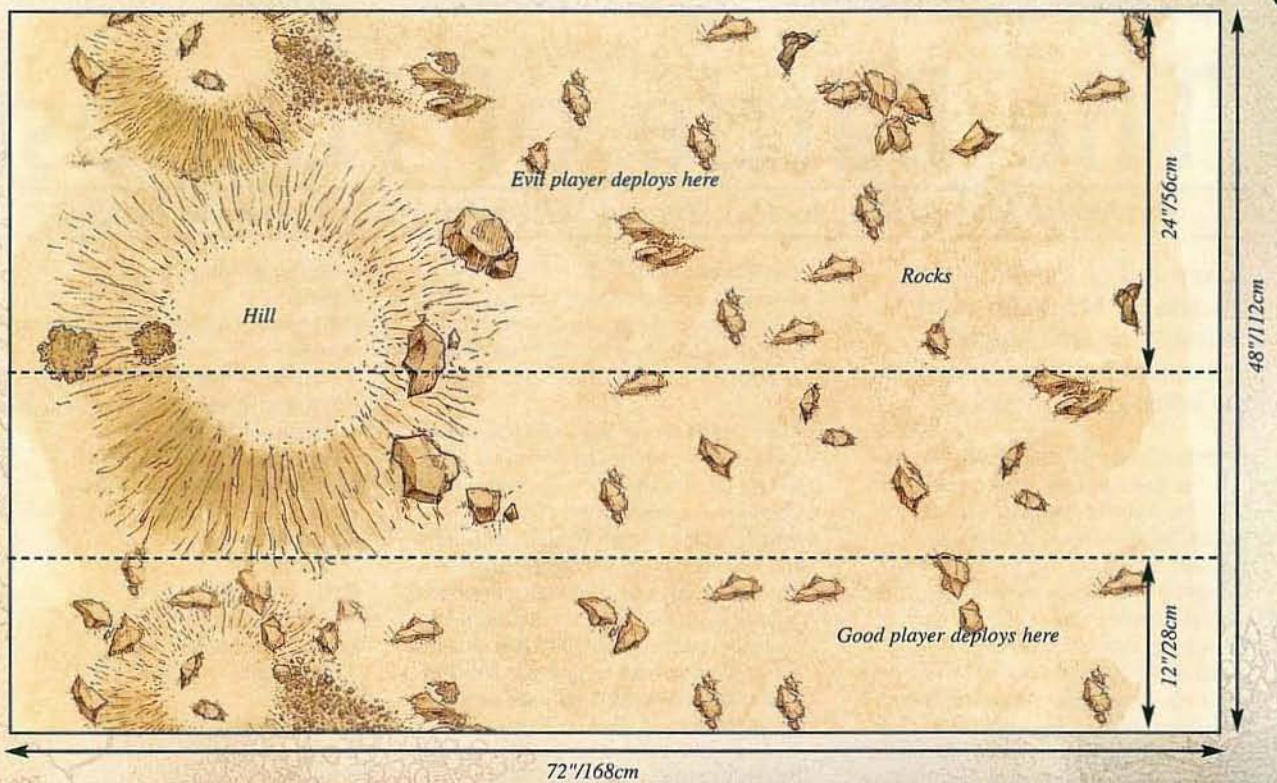 Evil player deploys here
24"/56cm
Rocks
48"/112cm
Hill
Good player deploys here
12"/28cm
72"/168cm